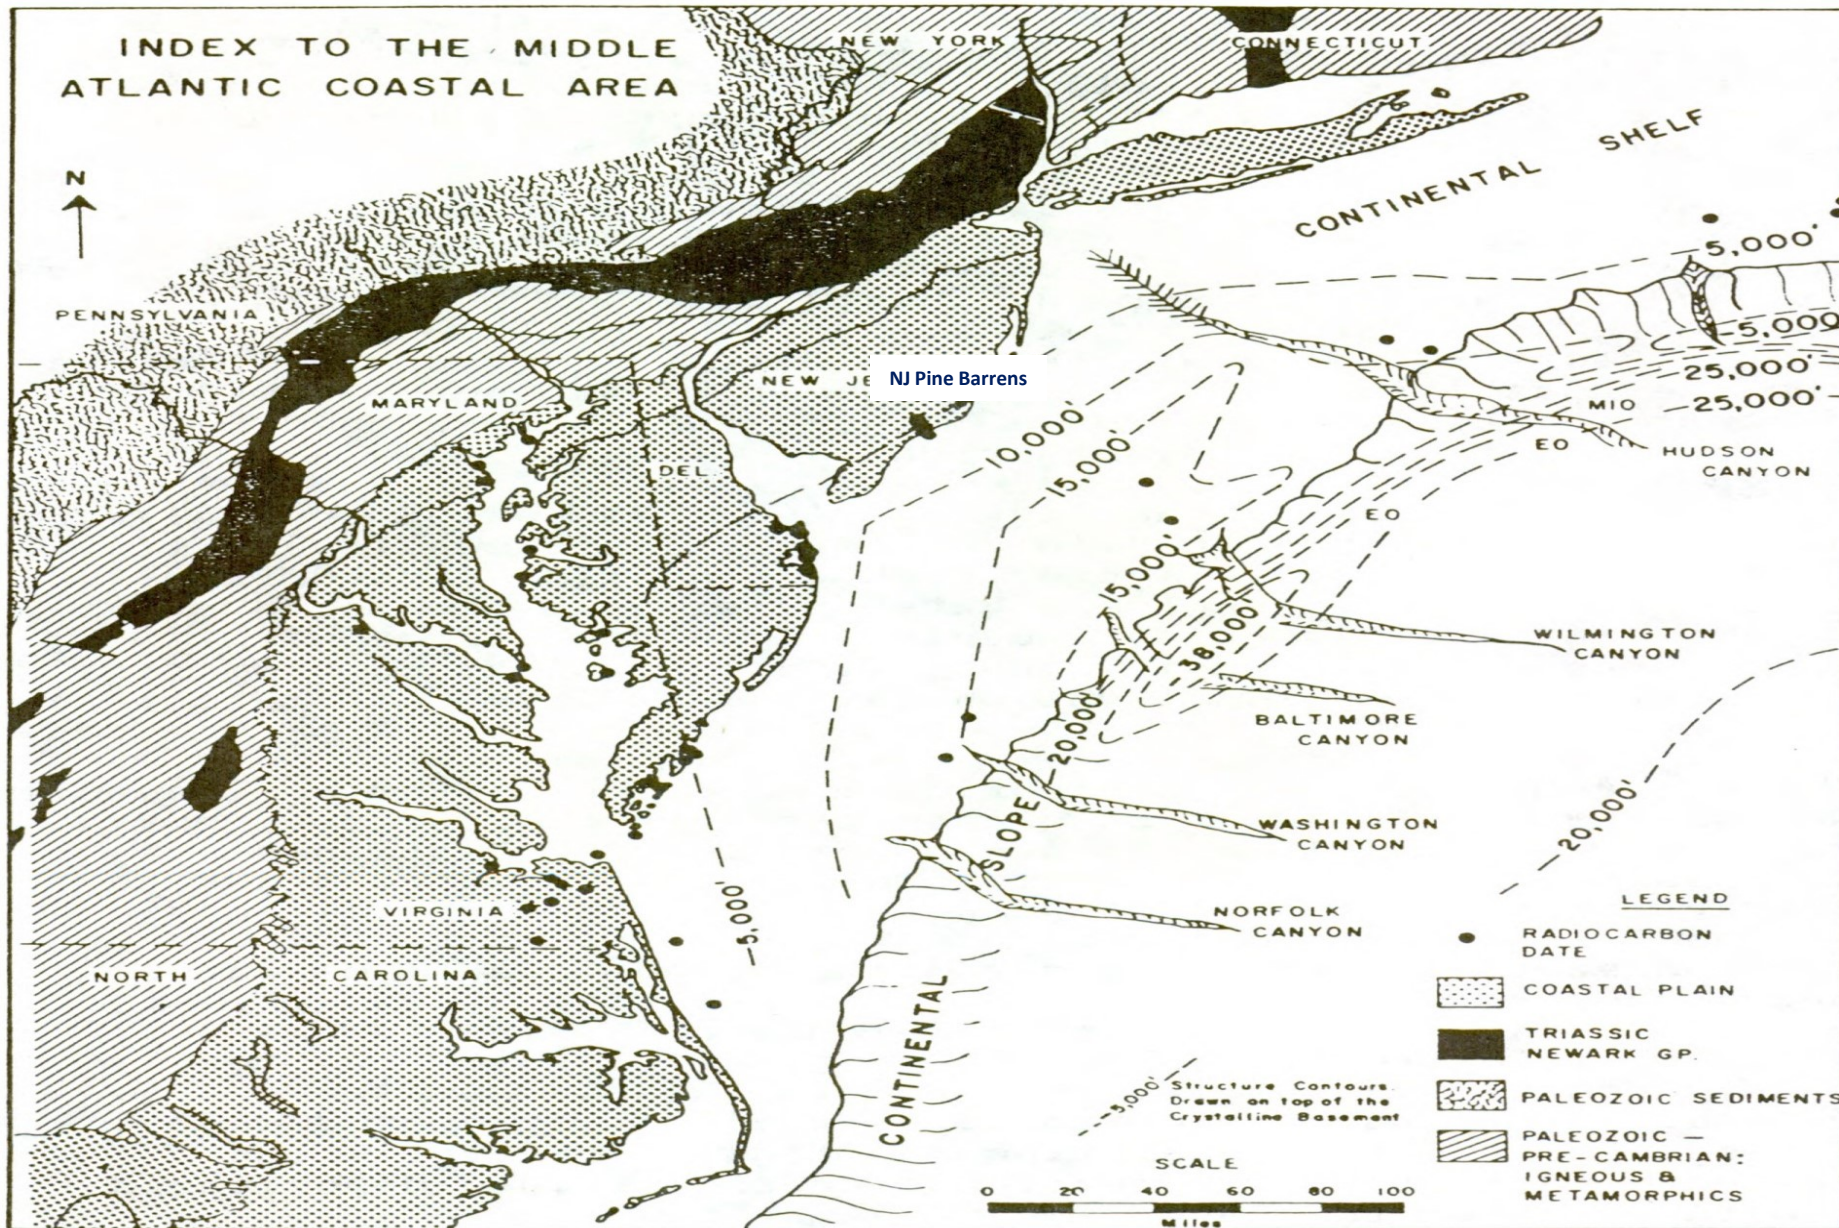 INDEX TO THE MIDDLE
ATLANTIC COASTAL AREA
NEW YORK
CONNECTICUT
N
CONTINENTAL SHELF
5,000'
PENNSYLVANIA
-5,000
25,000'
-25,000'
MIO
EO
HUDSON
CANYON
NEW JE
NJ Pine Barrens
MARYLAND
DEL.
10,000'
15,000'
EO
15,000'
38,000'
WILMINGTON
CANYON
BALTIMORE
CANYON
20,000'
20,000'
WASHINGTON
CANYON
CONTINENTAL SLOPE
-5,000'
VIRGINIA
NORFOLK
CANYON
NORTH CAROLINA
LEGEND
RADIOCARBON
DATE
COASTAL PLAIN
TRIASSIC
NEWARK GP.
PALEOZOIC SEDIMENTS
PALEOZOIC —
PRE-CAMBRIAN:
IGNEOUS &
METAMORPHICS
-5,000'
Structure Contours.
Drawn on top of the
Crystalline Basement
SCALE
0 20 40 60 80 100
Miles